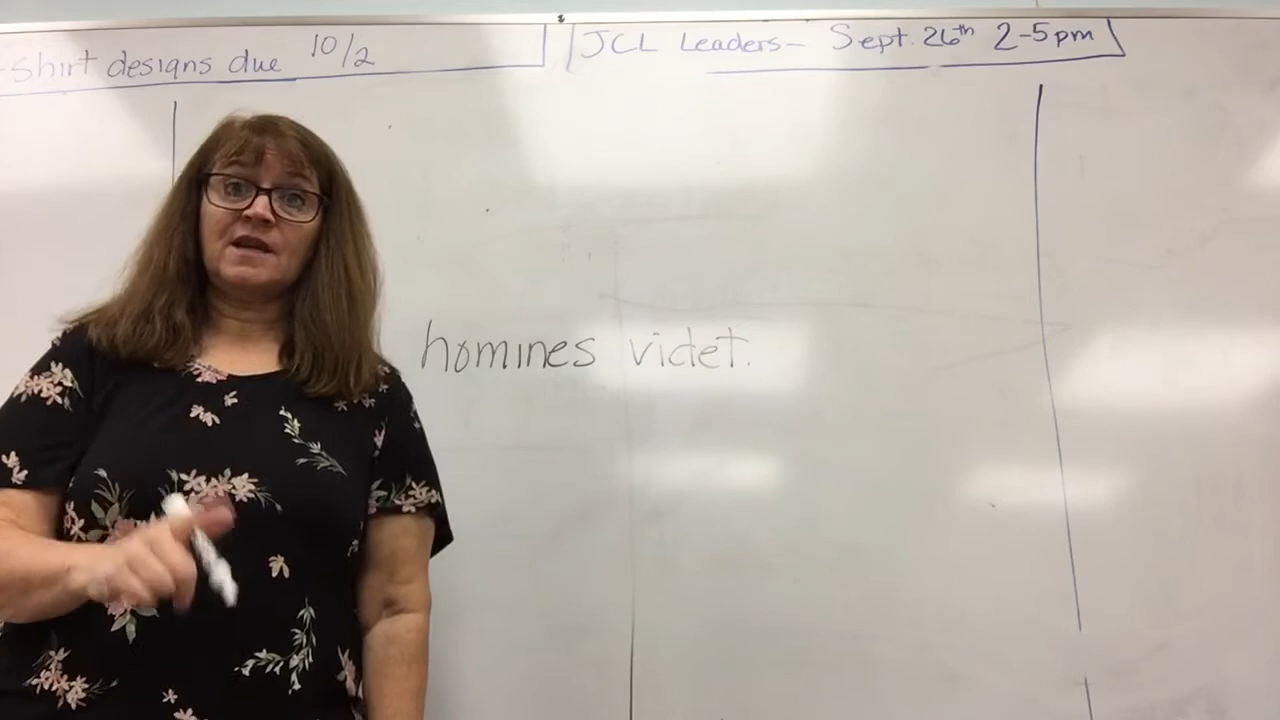 -Shirt designs due 10/2
JCL Leaders- Sept. 26th 2-5pm
homines videt.